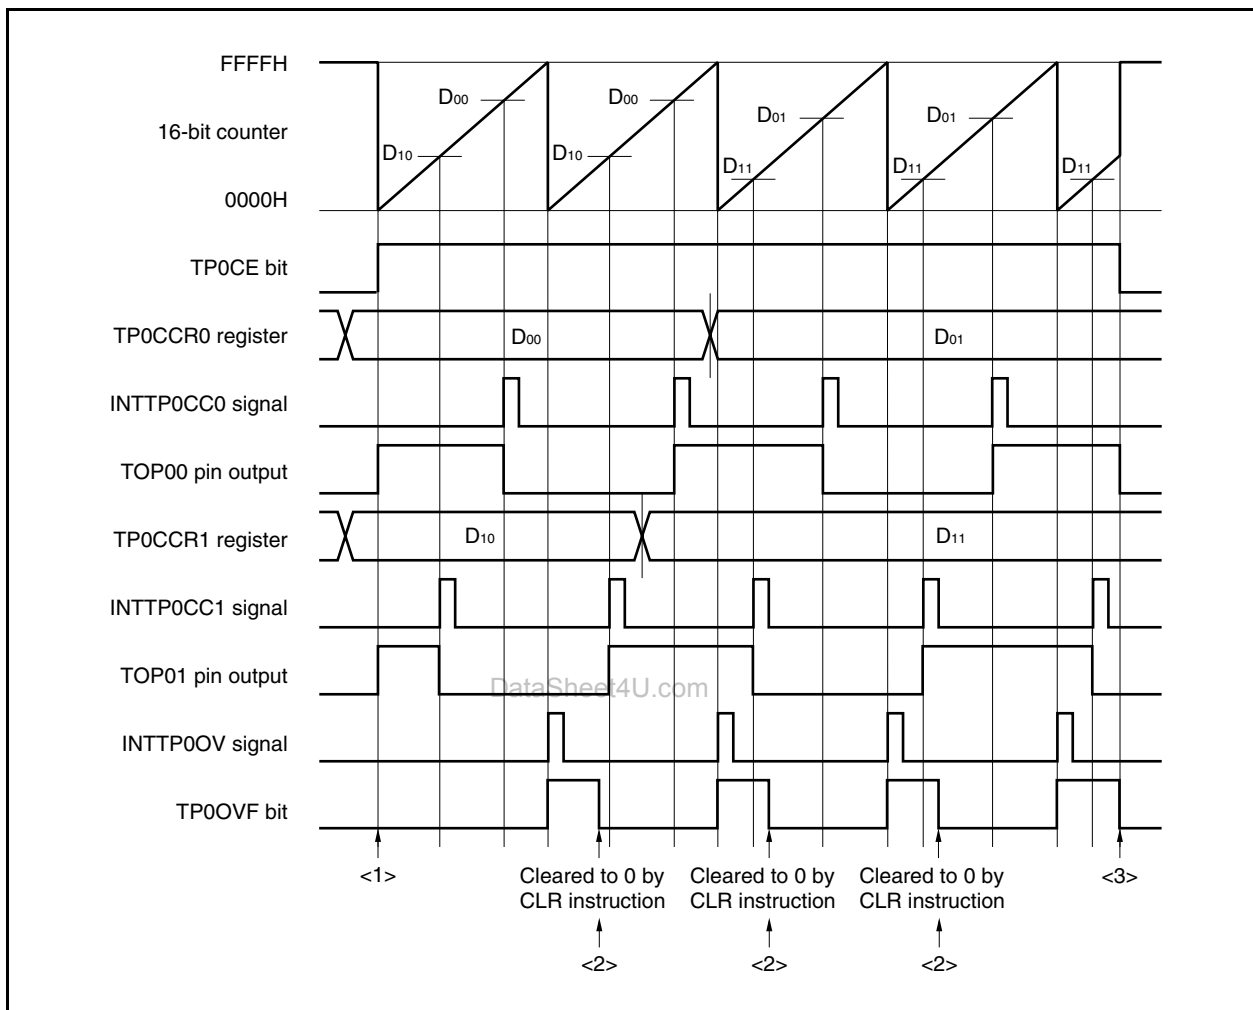 FFFFH
D00
D00
D01
D01
16-bit counter
D10
D10
D11
D11
D11
0000H
TP0CE bit
TP0CCR0 register
D00
D01
INTTP0CC0 signal
TOP00 pin output
TP0CCR1 register
D10
D11
INTTP0CC1 signal
TOP01 pin output
DataSheet4U.com
INTTP0OV signal
TP0OVF bit
<1>
Cleared to 0 by
CLR instruction
Cleared to 0 by
CLR instruction
Cleared to 0 by
CLR instruction
<3>
<2>
<2>
<2>